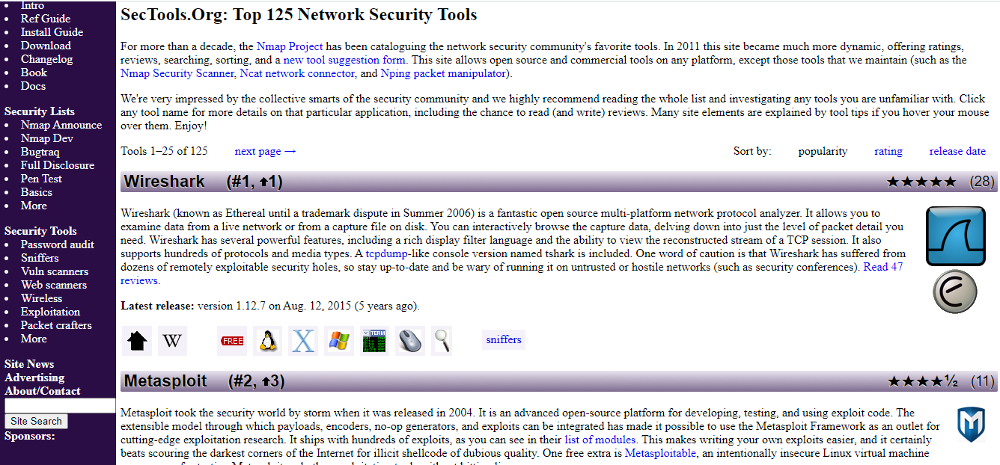 Intro
Ref Guide
Install Guide
Download
Changelog
Book
Docs
Security Lists
Nmap Announce
Nmap Dev
Bugtraq
Full Disclosure
Pen Test
Basics
More
Security Tools
Password audit
Sniffers
Vuln scanners
Web scanners
Wireless
Exploitation
Packet crafters
More
Site News
Advertising
About/Contact
Site Search
Sponsors:
SecTools.Org: Top 125 Network Security Tools
For more than a decade, the Nmap Project has been cataloguing the network security community's favorite tools. In 2011 this site became much more dynamic, offering ratings,
reviews, searching, sorting, and a new tool suggestion form. This site allows open source and commercial tools on any platform, except those tools that we maintain (such as the
Nmap Security Scanner, Ncat network connector, and Nping packet manipulator).
We're very impressed by the collective smarts of the security community and we highly recommend reading the whole list and investigating any tools you are unfamiliar with. Click
any tool name for more details on that particular application, including the chance to read (and write) reviews. Many site elements are explained by tool tips if you hover your mouse
over them. Enjoy!
Tools 1–25 of 125 next page → Sort by: popularity rating release date
Wireshark (#1, ⬆1) ★★★★★ (28)
Wireshark (known as Ethereal until a trademark dispute in Summer 2006) is a fantastic open source multi-platform network protocol analyzer. It allows you to
examine data from a live network or from a capture file on disk. You can interactively browse the capture data, delving down into just the level of packet detail you
need. Wireshark has several powerful features, including a rich display filter language and the ability to view the reconstructed stream of a TCP session. It also
supports hundreds of protocols and media types. A tcpdump-like console version named tshark is included. One word of caution is that Wireshark has suffered from
dozens of remotely exploitable security holes, so stay up-to-date and be wary of running it on untrusted or hostile networks (such as security conferences). Read 47
reviews.
Latest release: version 1.12.7 on Aug. 12, 2015 (5 years ago).
W FREE X TERM sniffers
Metasploit (#2, ⬆3) ★★★★½ (11)
Metasploit took the security world by storm when it was released in 2004. It is an advanced open-source platform for developing, testing, and using exploit code. The
extensible model through which payloads, encoders, no-op generators, and exploits can be integrated has made it possible to use the Metasploit Framework as an outlet for
cutting-edge exploitation research. It ships with hundreds of exploits, as you can see in their list of modules. This makes writing your own exploits easier, and it certainly
beats scouring the darkest corners of the Internet for illicit shellcode of dubious quality. One free extra is Metasploitable, an intentionally insecure Linux virtual machine